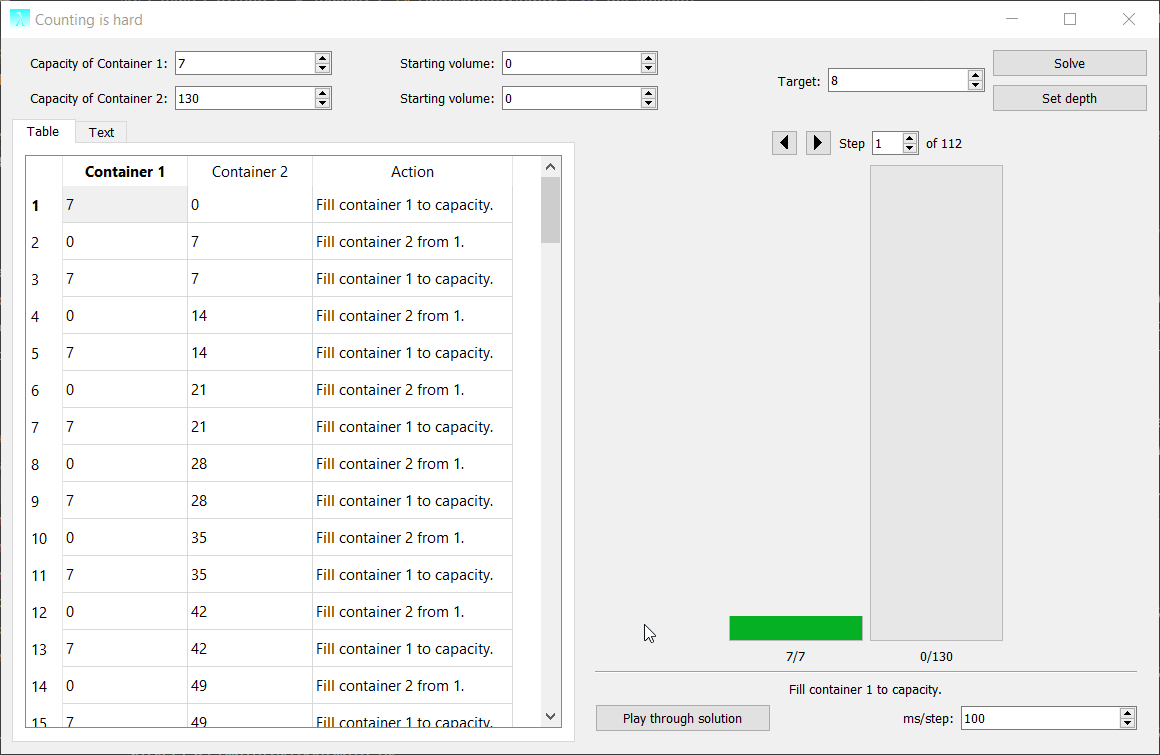 Counting is hard
Capacity of Container 1: 7 Starting volume: 0
Capacity of Container 2: 130 Starting volume: 0
Target: 8
Solve
Set depth
Table Text
Step 1 of 112
Container 1 Container 2 Action
1 7 0 Fill container 1 to capacity.
2 0 7 Fill container 2 from 1.
3 7 7 Fill container 1 to capacity.
4 0 14 Fill container 2 from 1.
5 7 14 Fill container 1 to capacity.
6 0 21 Fill container 2 from 1.
7 7 21 Fill container 1 to capacity.
8 0 28 Fill container 2 from 1.
9 7 28 Fill container 1 to capacity.
10 0 35 Fill container 2 from 1.
11 7 35 Fill container 1 to capacity.
12 0 42 Fill container 2 from 1.
13 7 42 Fill container 1 to capacity.
14 0 49 Fill container 2 from 1.
15 7 49 Fill container 1 to capacity.
7/7 0/130
Fill container 1 to capacity.
Play through solution ms/step: 100